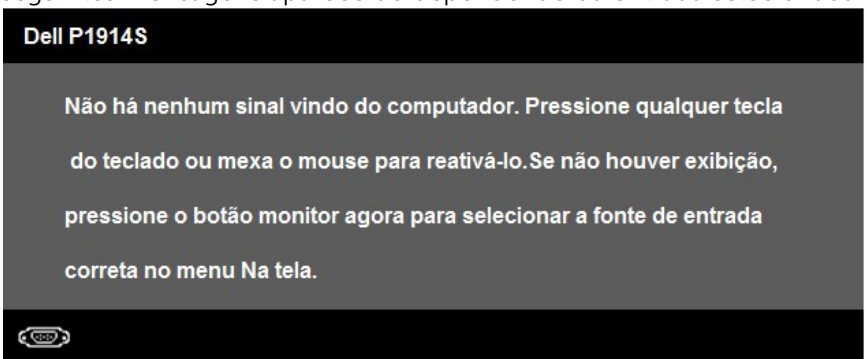 Dell P1914S
Não há nenhum sinal vindo do computador. Pressione qualquer tecla
do teclado ou mexa o mouse para reativá-lo.Se não houver exibição,
pressione o botão monitor agora para selecionar a fonte de entrada
correta no menu Na tela.